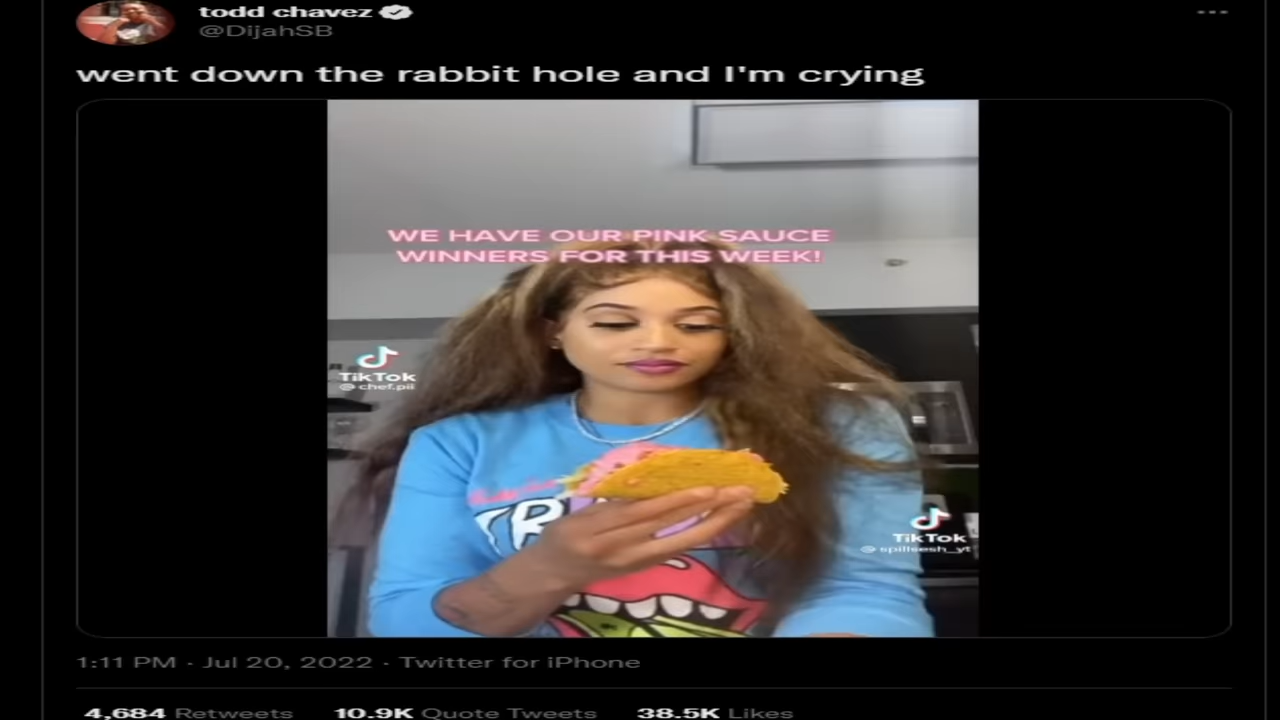 todd chavez
@DijahSB
went down the rabbit hole and I'm crying
WE HAVE OUR PINK SAUCE
WINNERS FOR THIS WEEK!
TikTok
@ chef.pii
TikTok
@ spillsesh_yt
1:11 PM · Jul 20, 2022 · Twitter for iPhone
4,684 Retweets 10.9K Quote Tweets 38.5K Likes